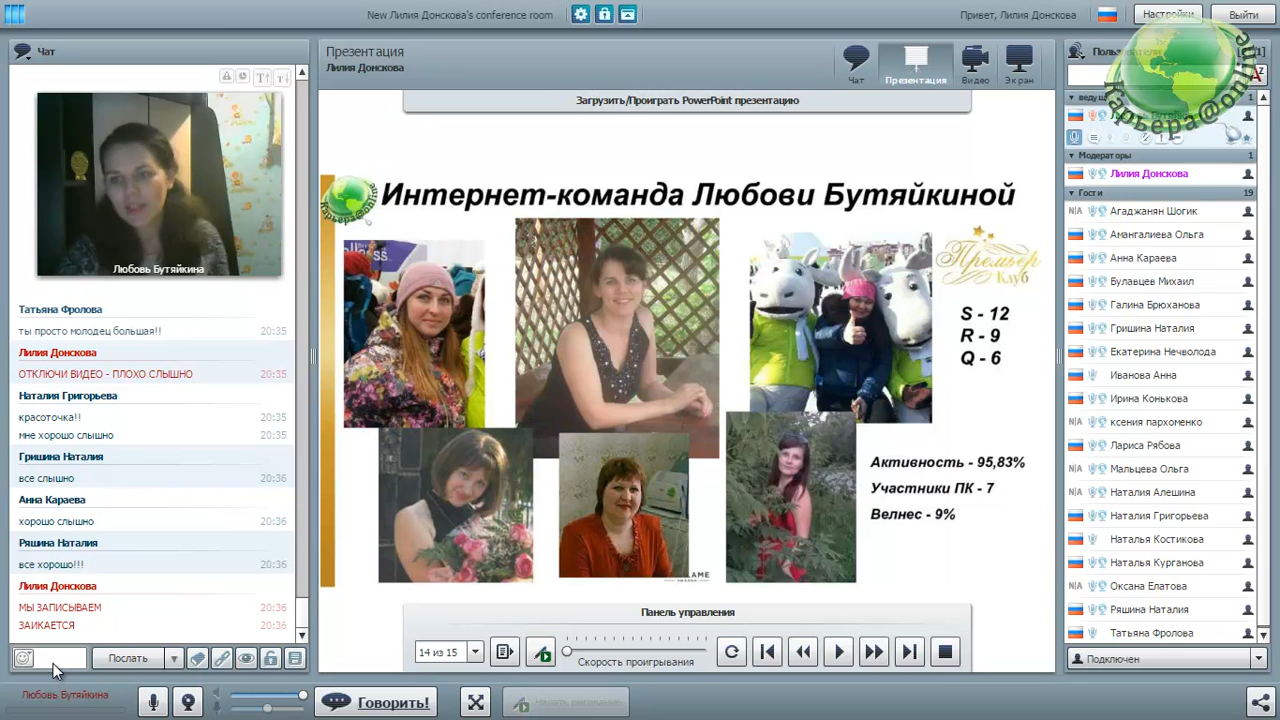 New Лилия Донскова's conference room
Привет, Лилия Донскова
Настройки
Выйти
Чат
Любовь Бутяйкина
Татьяна Фролова
ты просто молодец большая!! 20:35
Лилия Донскова
ОТКЛЮЧИ ВИДЕО - ПЛОХО СЛЫШНО 20:35
Наталия Григорьева
красоточка!! 20:35
мне хорошо слышно 20:35
Гришина Наталия
все слышно 20:36
Анна Караева
хорошо слышно 20:36
Ряшина Наталия
все хорошо!!! 20:36
Лилия Донскова
МЫ ЗАПИСЫВАЕМ 20:36
ЗАИКАЕТСЯ 20:36
Послать
Любовь Бутяйкина
Говорить!
Презентация
Лилия Донскова
Чат
Презентация
Видео
Экран
Загрузить/Проиграть PowerPoint презентацию
Карьера@online
Интернет-команда Любови Бутяйкиной
Премьер
Клуб
S - 12
R - 9
Q - 6
Активность - 95,83%
Участники ПК - 7
Велнес - 9%
Панель управления
14 из 15
Скорость проигрывания
Карьера@online
Модераторы 1
Лилия Донскова
Гости 19
Агаджанян Шогик
Амангалиева Ольга
Анна Караева
Булавцев Михаил
Галина Брюханова
Гришина Наталия
Екатерина Нечволода
Иванова Анна
Ирина Конькова
ксения пархоменко
Лариса Рябова
Мальцева Ольга
Наталия Алешина
Наталия Григорьева
Наталья Костикова
Наталья Курганова
Оксана Елатова
Ряшина Наталия
Татьяна Фролова
Подключен